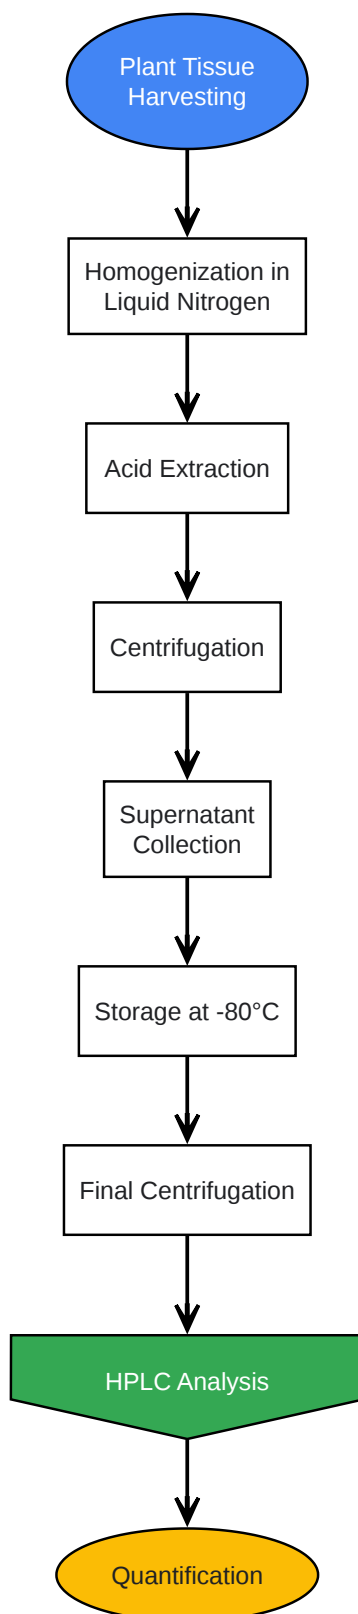 Plant Tissue
Harvesting
Homogenization in
Liquid Nitrogen
Acid Extraction
Centrifugation
Supernatant
Collection
Storage at -80°C
Final Centrifugation
HPLC Analysis
Quantification